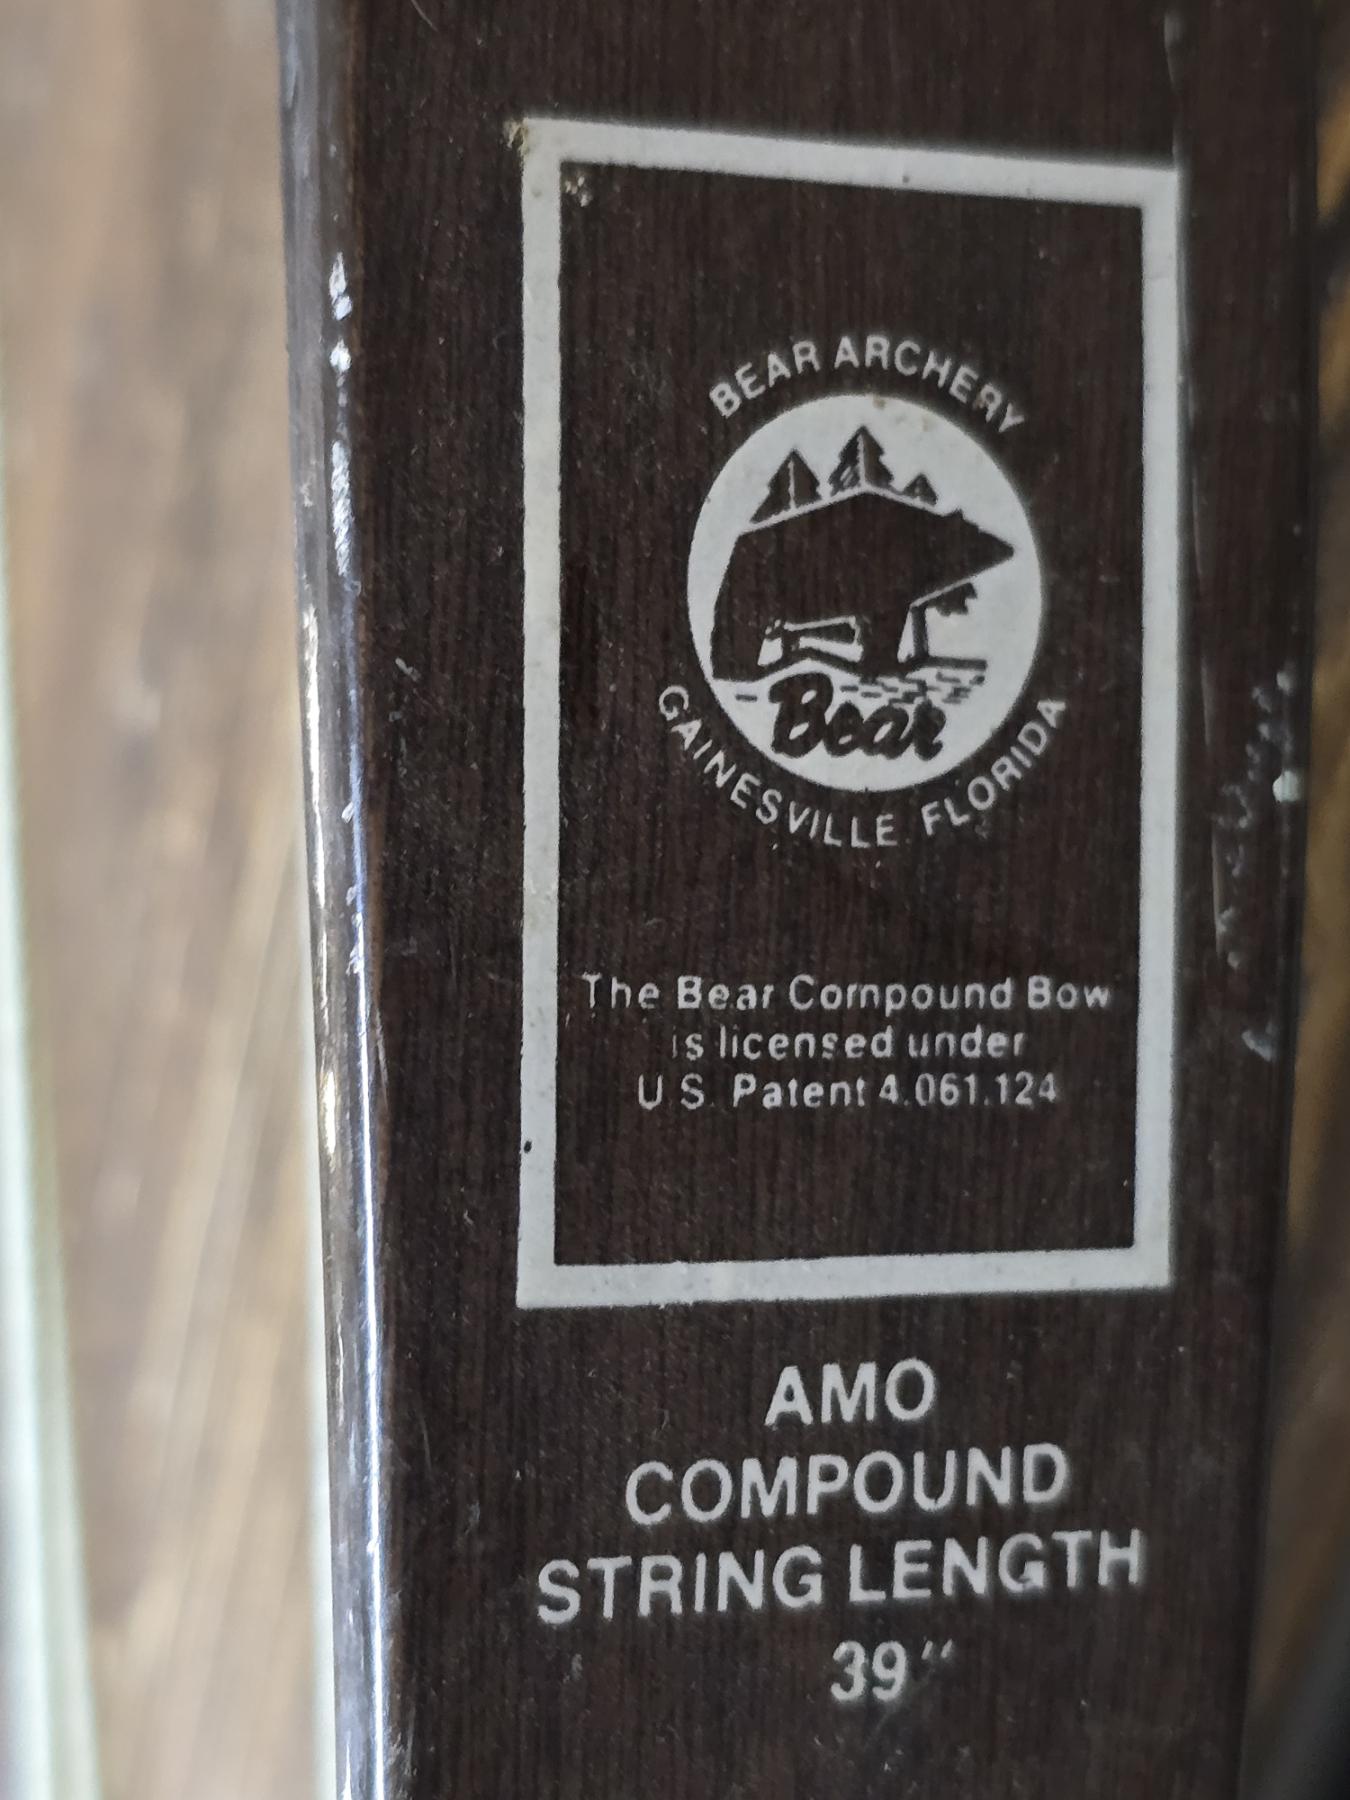 BEAR ARCHERY
Bear
GAINESVILLE FLORIDA
The Bear Compound Bow
is licensed under
U.S. Patent 4.061.124
AMO
COMPOUND
STRING LENGTH
39"